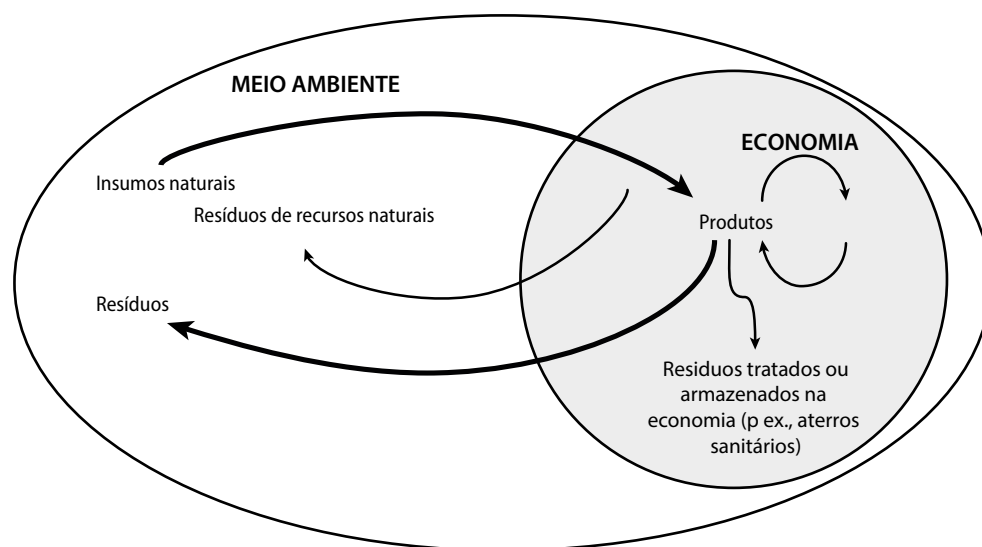 MEIO AMBIENTE
ECONOMIA
Insumos naturais
Resíduos de recursos naturais
Produtos
Resíduos
Residuos tratados ou
armazenados na
economia (p ex., aterros
sanitários)